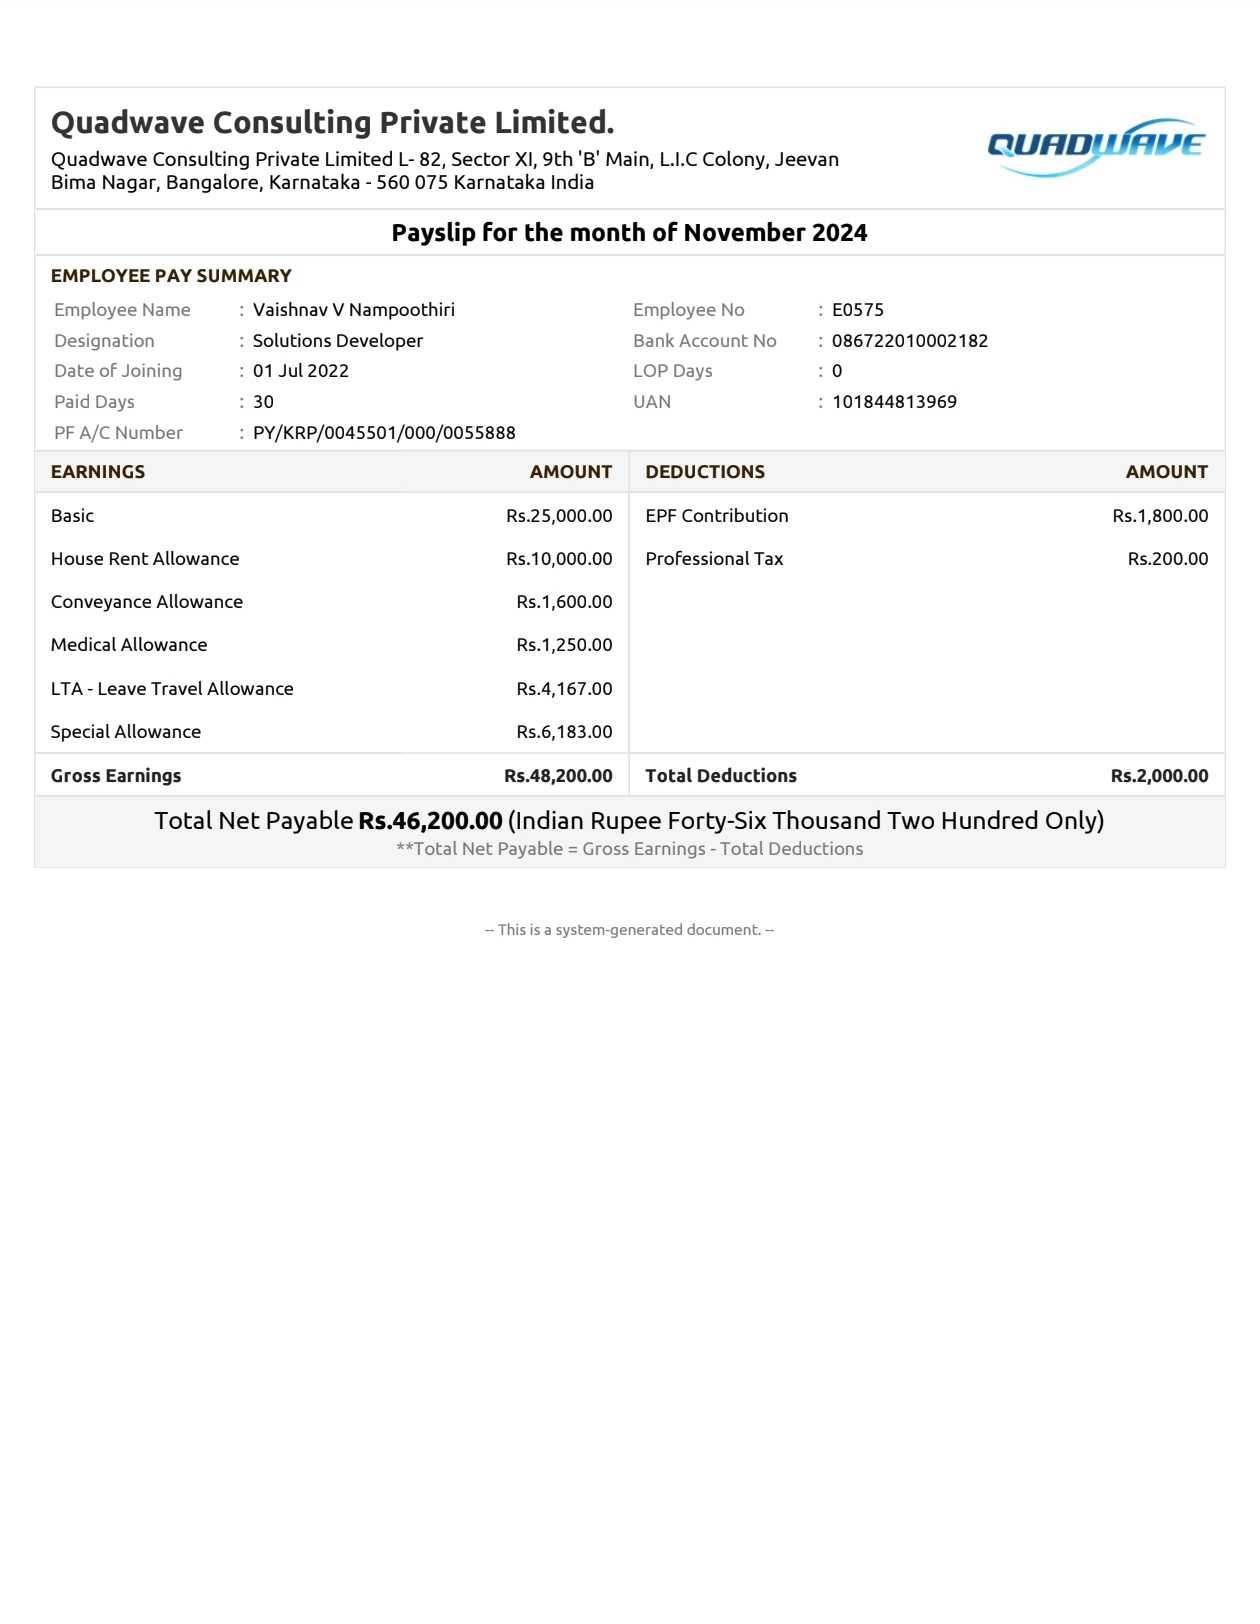 Quadwave Consulting Private Limited.
QUADWAVE
Quadwave Consulting Private Limited L- 82, Sector XI, 9th 'B' Main, L.I.C Colony, Jeevan
Bima Nagar, Bangalore, Karnataka - 560 075 Karnataka India
Payslip for the month of November 2024
EMPLOYEE PAY SUMMARY
Employee Name : Vaishnav V Nampoothiri Employee No : E0575
Designation : Solutions Developer Bank Account No : 086722010002182
Date of Joining : 01 Jul 2022 LOP Days : 0
Paid Days : 30 UAN : 101844813969
PF A/C Number : PY/KRP/0045501/000/0055888
EARNINGS AMOUNT DEDUCTIONS AMOUNT
Basic Rs.25,000.00 EPF Contribution Rs.1,800.00
House Rent Allowance Rs.10,000.00 Professional Tax Rs.200.00
Conveyance Allowance Rs.1,600.00
Medical Allowance Rs.1,250.00
LTA - Leave Travel Allowance Rs.4,167.00
Special Allowance Rs.6,183.00
Gross Earnings Rs.48,200.00 Total Deductions Rs.2,000.00
Total Net Payable Rs.46,200.00 (Indian Rupee Forty-Six Thousand Two Hundred Only)
**Total Net Payable = Gross Earnings - Total Deductions
-- This is a system-generated document. --